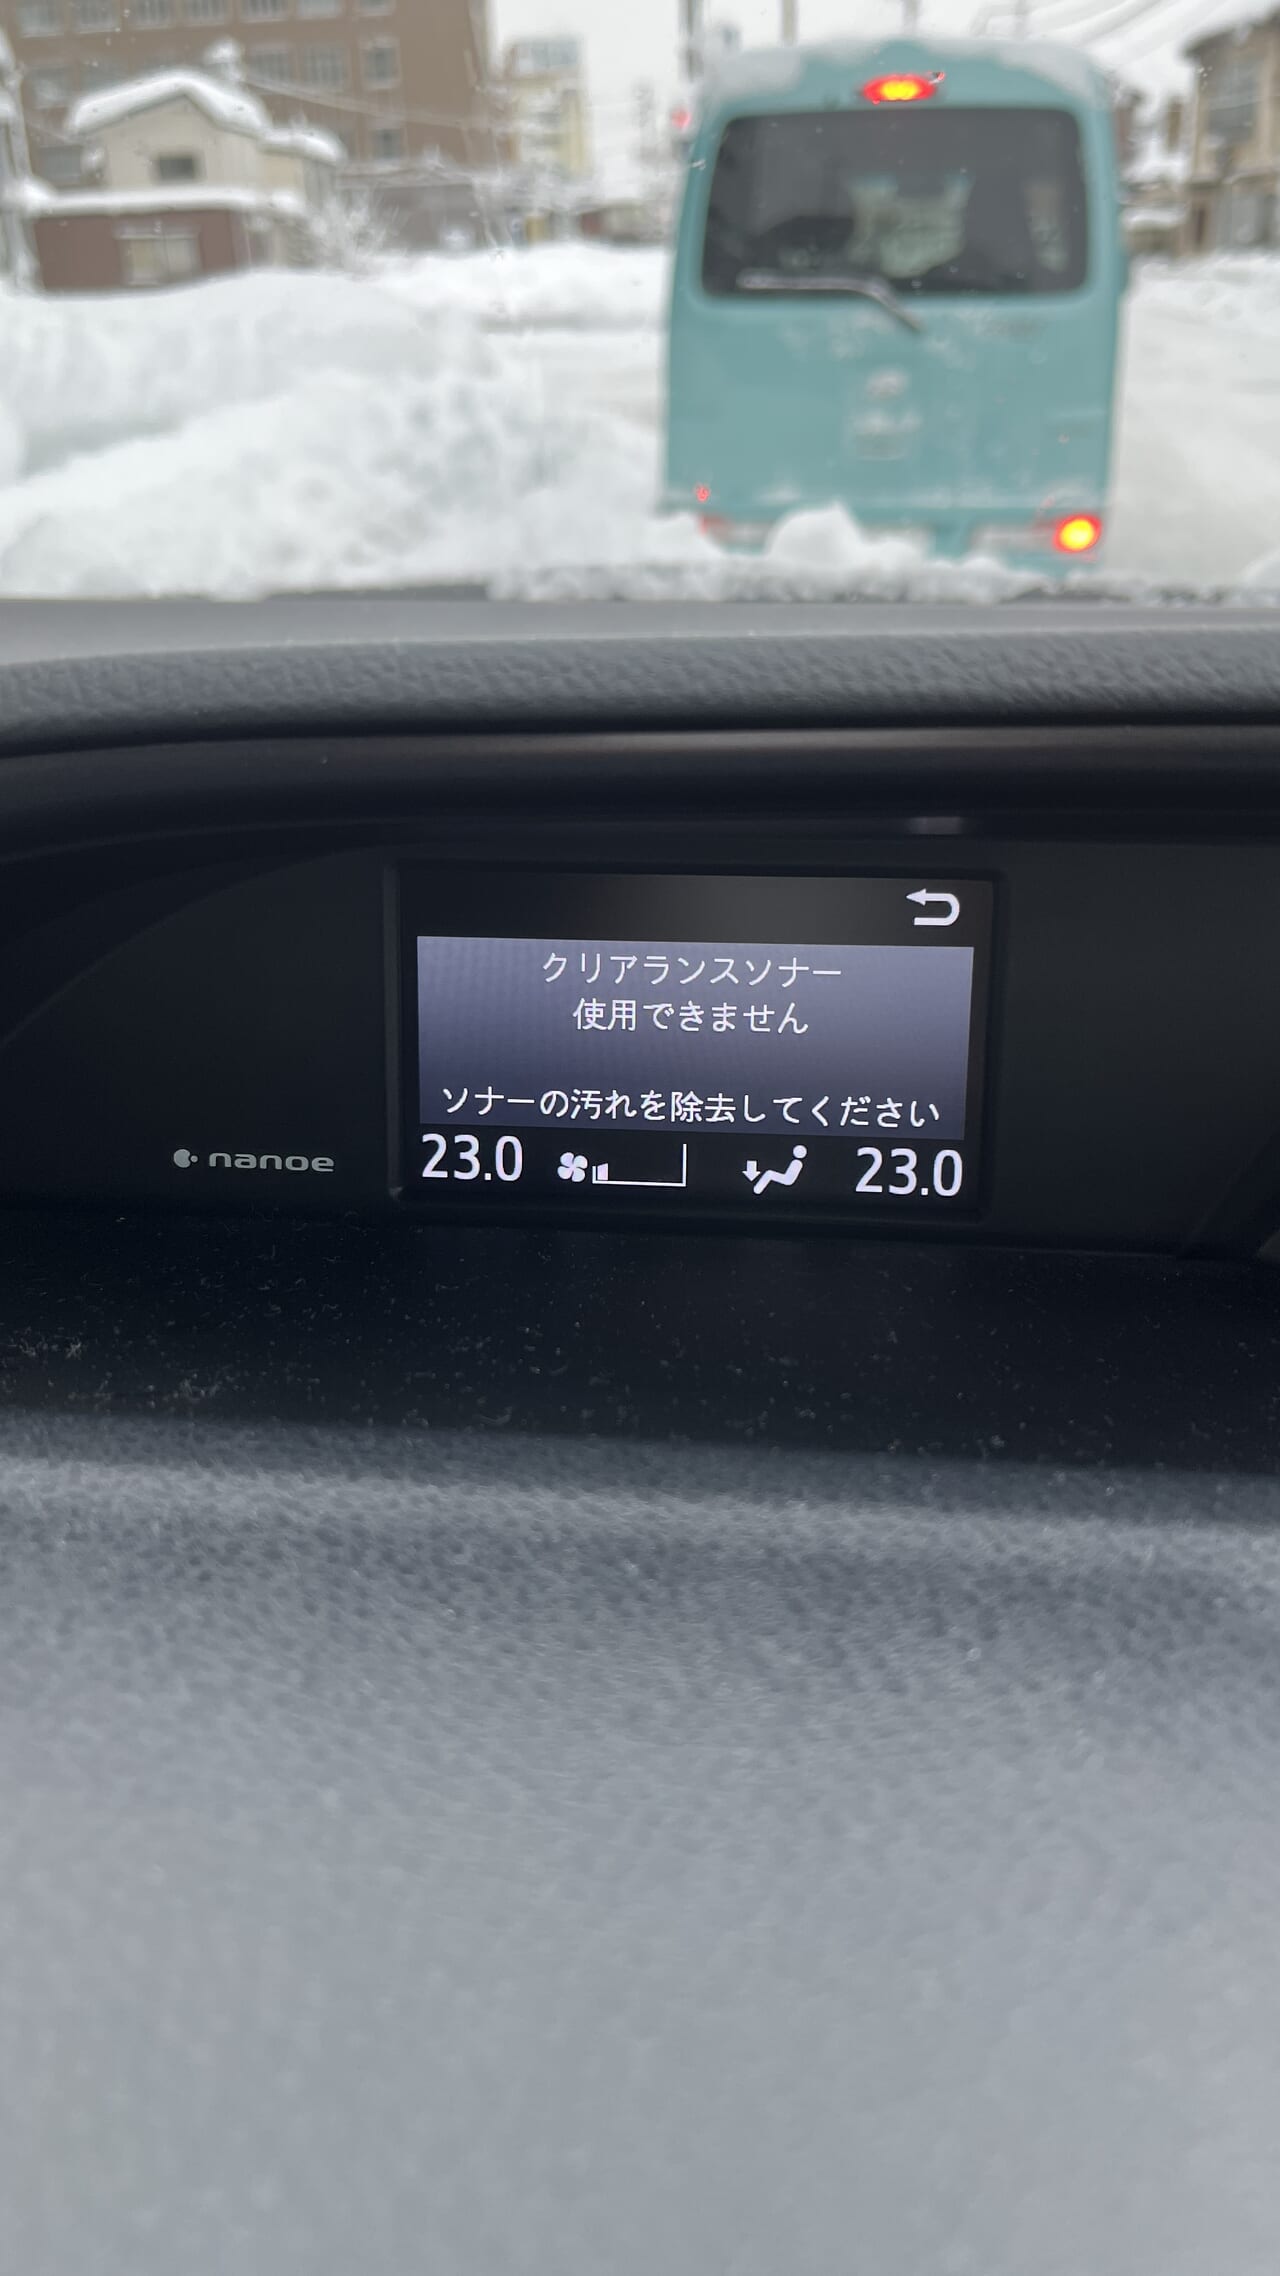 クリアランスソナー
使用できません
ソナーの汚れを除去してください
23.0 23.0
nanoe